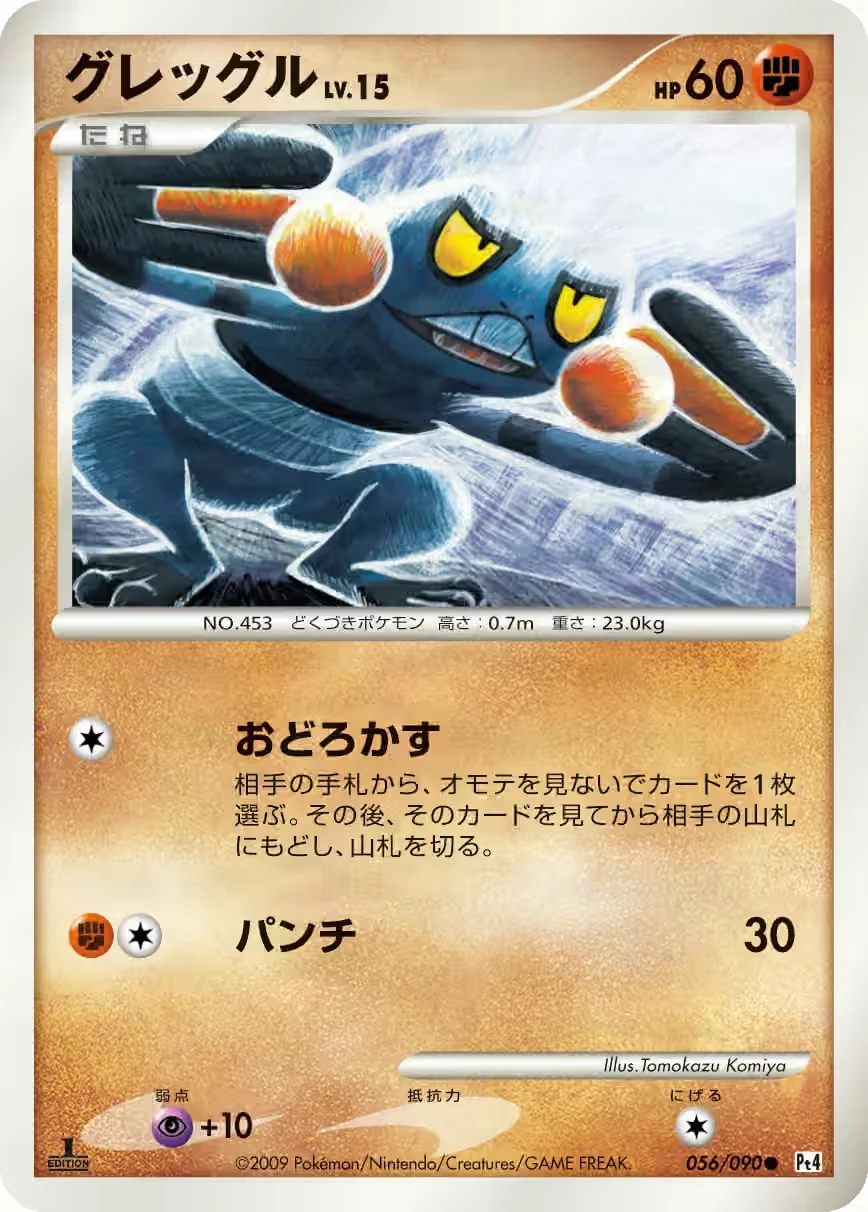 グレッグル LV.15 HP 60
たね
NO.453 どくづきポケモン 高さ:0.7m 重さ:23.0kg
おどろかす
相手の手札から、オモテを見ないでカードを1枚
選ぶ。その後、そのカードを見てから相手の山札
にもどし、山札を切る。
パンチ 30
Illus.Tomokazu Komiya
弱点 抵抗力 にげる
+10
1 EDITION
©2009 Pokémon/Nintendo/Creatures/GAME FREAK. 056/090● Pt4